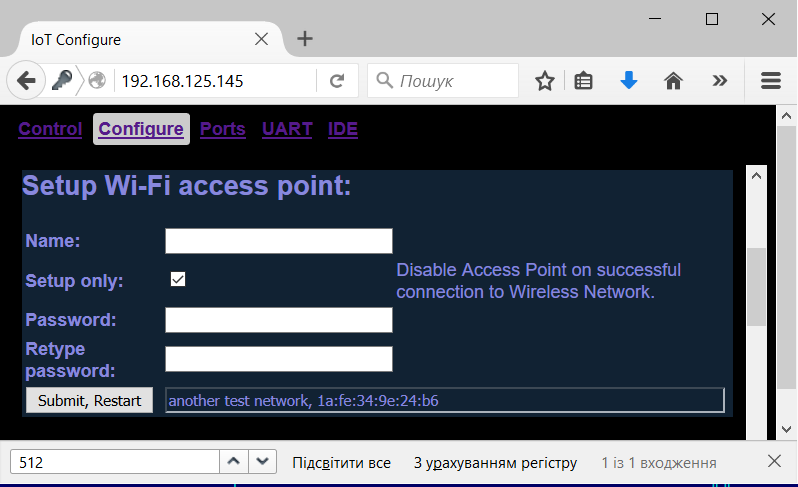 IoT Configure
192.168.125.145
Пошук
Control Configure Ports UART IDE
Setup Wi-Fi access point:
Name:
Setup only:
Disable Access Point on successful
connection to Wireless Network.
Password:
Retype
password:
Submit, Restart
another test network, 1a:fe:34:9e:24:b6
512
Підсвітити все
З урахуванням регістру
1 із 1 входження